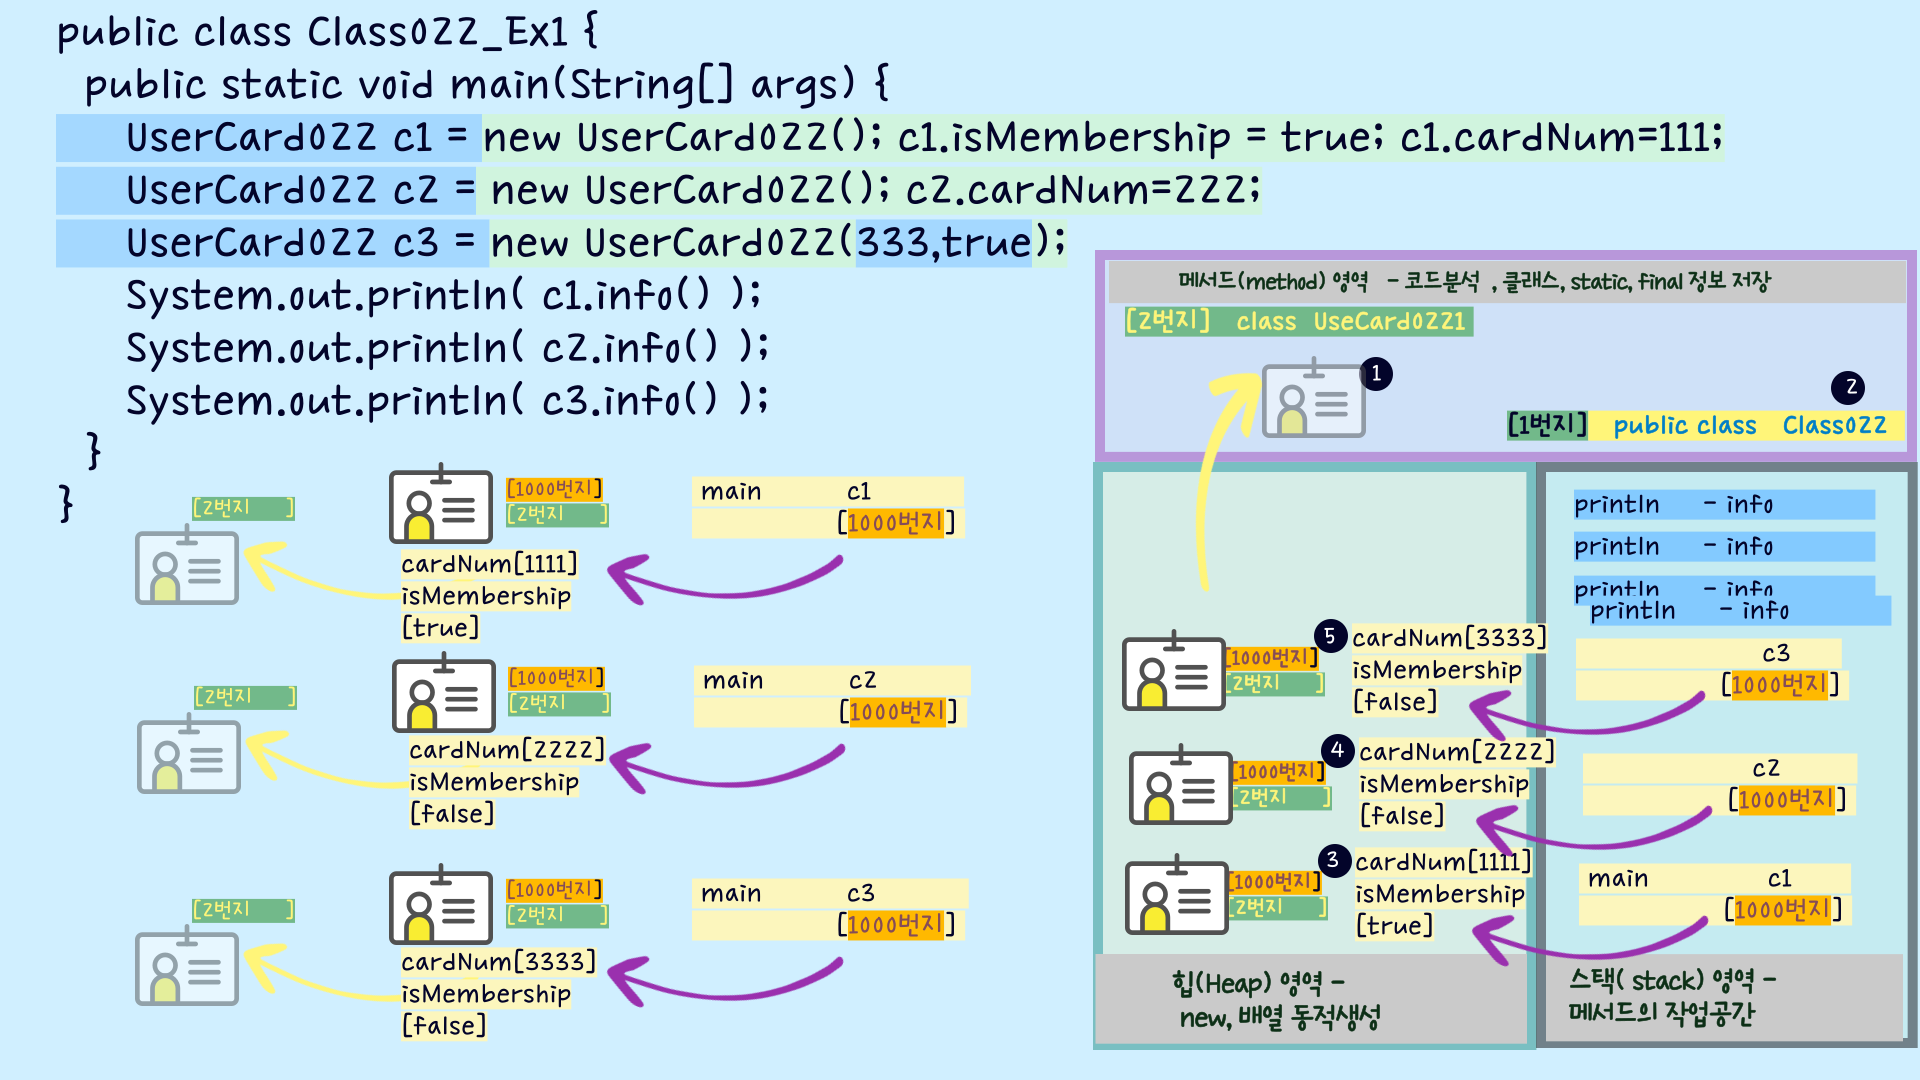 public class Class022_Ex1 {
public static void main(String[] args) {
UserCard022 c1 = new UserCard022(); c1.isMembership = true; c1.cardNum=111;
UserCard022 c2 = new UserCard022(); c2.cardNum=222;
UserCard022 c3 = new UserCard022(333,true);
System.out.println( c1.info() );
System.out.println( c2.info() );
System.out.println( c3.info() );
}
}
[2번지 ]
[1000번지]
[2번지 ]
cardNum[1111]
isMembership
[true]
main c1
[1000번지]
[2번지 ]
[1000번지]
[2번지 ]
cardNum[2222]
isMembership
[false]
main c2
[1000번지]
[2번지 ]
[1000번지]
[2번지 ]
cardNum[3333]
isMembership
[false]
main c3
[1000번지]
메서드(method) 영역 - 코드분석 , 클래스, static, final 정보 저장
[2번지] class UseCard0221
1
2
[1번지] public class Class022
println - info
println - info
println - info
println - info
5
[1000번지]
[2번지 ]
cardNum[3333]
isMembership
[false]
c3
[1000번지]
4
[1000번지]
[2번지 ]
cardNum[2222]
isMembership
[false]
c2
[1000번지]
3
[1000번지]
[2번지 ]
cardNum[1111]
isMembership
[true]
main c1
[1000번지]
힙(Heap) 영역 -
new, 배열 동적생성
스택( stack) 영역 -
메서드의 작업공간